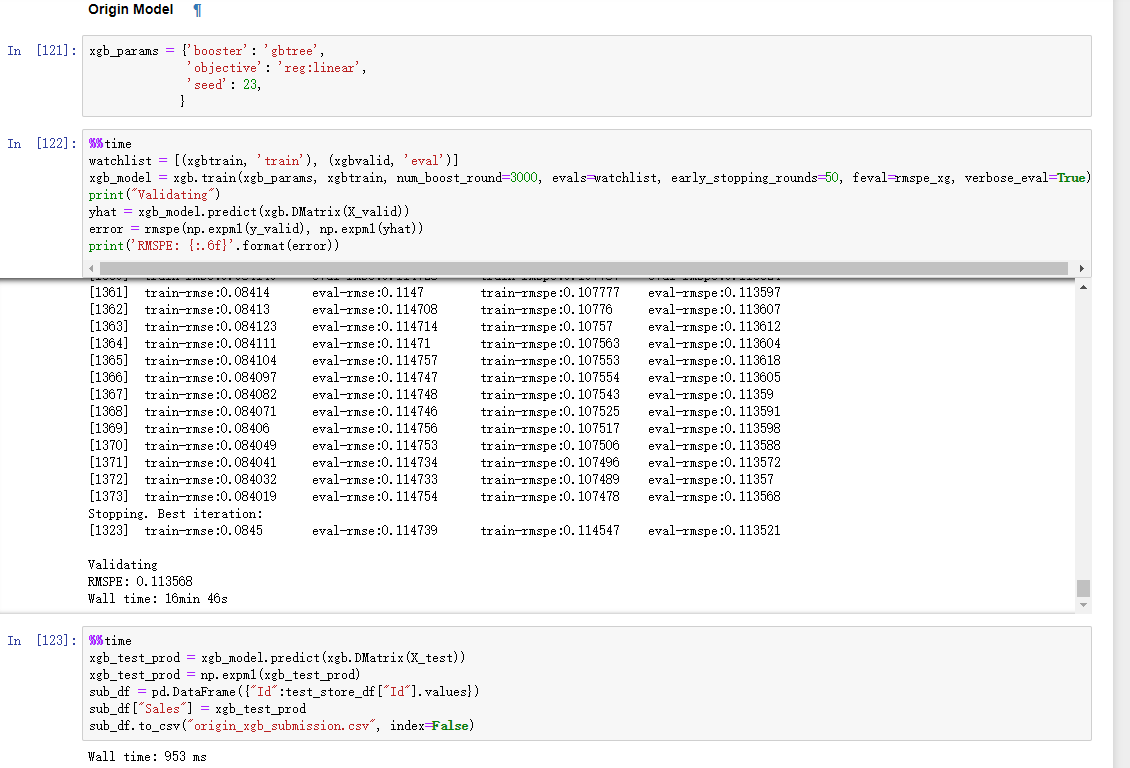 Origin Model ¶
In [121]: xgb_params = {'booster': 'gbtree',
'objective': 'reg:linear',
'seed': 23,
}
In [122]: %%time
watchlist = [(xgbtrain, 'train'), (xgbvalid, 'eval')]
xgb_model = xgb.train(xgb_params, xgbtrain, num_boost_round=3000, evals=watchlist, early_stopping_rounds=50, feval=rmspe_xg, verbose_eval=True)
print("Validating")
yhat = xgb_model.predict(xgb.DMatrix(X_valid))
error = rmspe(np.expm1(y_valid), np.expm1(yhat))
print('RMSPE: {:.6f}'.format(error))
[1361] train-rmse:0.08414 eval-rmse:0.1147 train-rmspe:0.107777 eval-rmspe:0.113597
[1362] train-rmse:0.08413 eval-rmse:0.114708 train-rmspe:0.10776 eval-rmspe:0.113607
[1363] train-rmse:0.084123 eval-rmse:0.114714 train-rmspe:0.10757 eval-rmspe:0.113612
[1364] train-rmse:0.084111 eval-rmse:0.11471 train-rmspe:0.107563 eval-rmspe:0.113604
[1365] train-rmse:0.084104 eval-rmse:0.114757 train-rmspe:0.107553 eval-rmspe:0.113618
[1366] train-rmse:0.084097 eval-rmse:0.114747 train-rmspe:0.107554 eval-rmspe:0.113605
[1367] train-rmse:0.084082 eval-rmse:0.114748 train-rmspe:0.107543 eval-rmspe:0.11359
[1368] train-rmse:0.084071 eval-rmse:0.114746 train-rmspe:0.107525 eval-rmspe:0.113591
[1369] train-rmse:0.08406 eval-rmse:0.114756 train-rmspe:0.107517 eval-rmspe:0.113598
[1370] train-rmse:0.084049 eval-rmse:0.114753 train-rmspe:0.107506 eval-rmspe:0.113588
[1371] train-rmse:0.084041 eval-rmse:0.114734 train-rmspe:0.107496 eval-rmspe:0.113572
[1372] train-rmse:0.084032 eval-rmse:0.114733 train-rmspe:0.107489 eval-rmspe:0.11357
[1373] train-rmse:0.084019 eval-rmse:0.114754 train-rmspe:0.107478 eval-rmspe:0.113568
Stopping. Best iteration:
[1323] train-rmse:0.0845 eval-rmse:0.114739 train-rmspe:0.114547 eval-rmspe:0.113521
Validating
RMSPE: 0.113568
Wall time: 16min 46s
In [123]: %%time
xgb_test_prod = xgb_model.predict(xgb.DMatrix(X_test))
xgb_test_prod = np.expm1(xgb_test_prod)
sub_df = pd.DataFrame({"Id":test_store_df["Id"].values})
sub_df["Sales"] = xgb_test_prod
sub_df.to_csv("origin_xgb_submission.csv", index=False)
Wall time: 953 ms